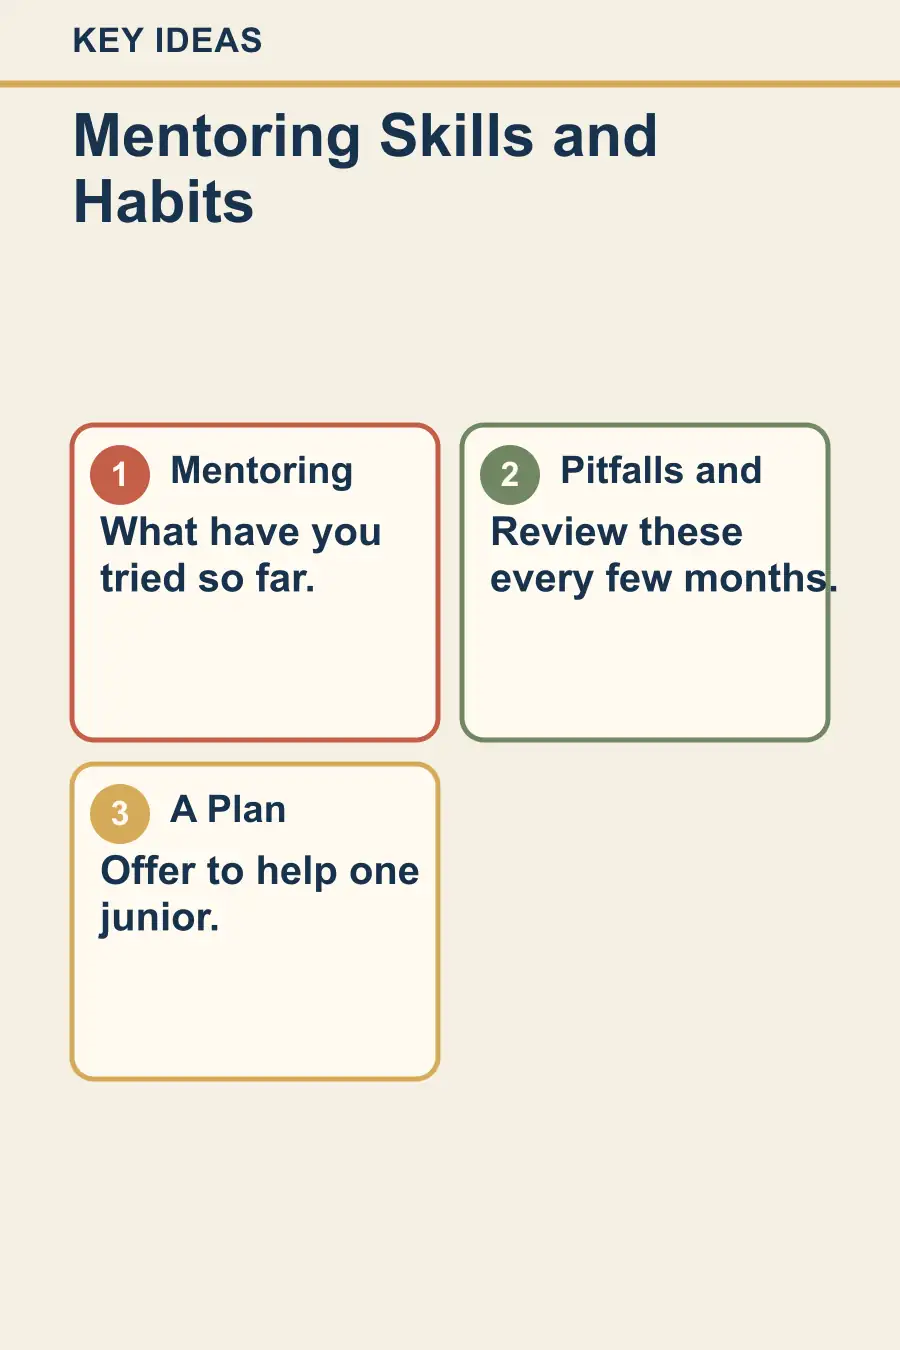 KEY IDEAS
Mentoring Skills and
Habits
1
Mentoring
What have you
tried so far.
2
Pitfalls and
Review these
every few months.
3
A Plan
Offer to help one
junior.